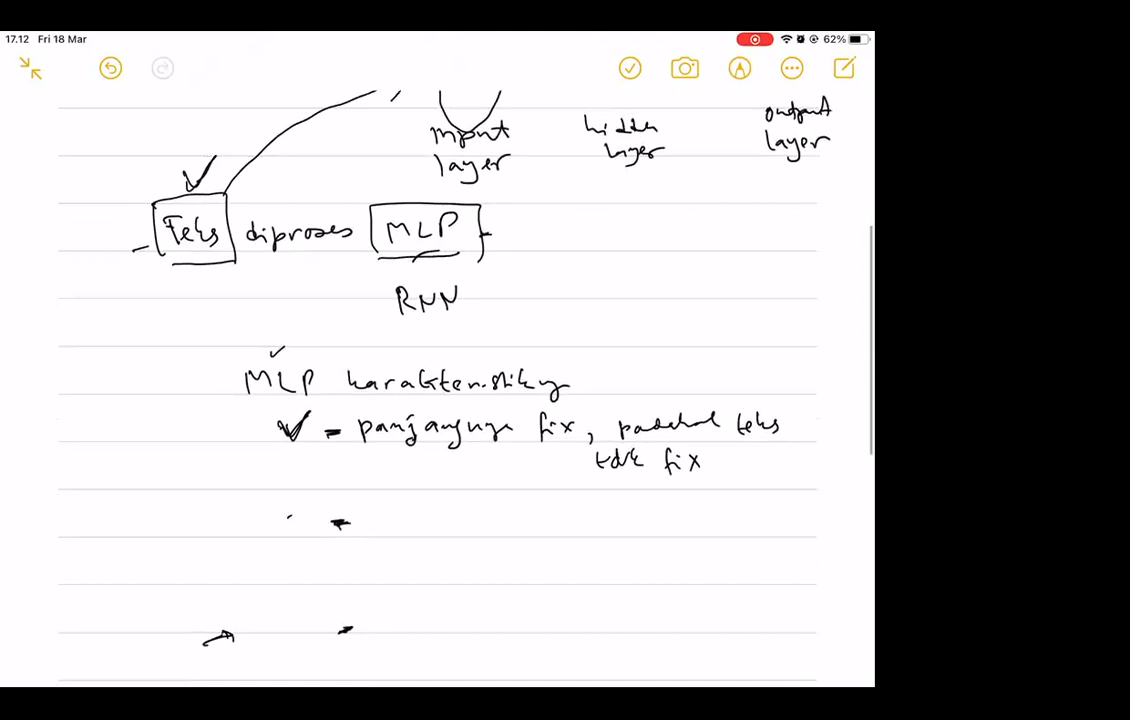 17.12 Fri 18 Mar 62%
input hidden output
layer layer layer
Teks diproses MLP
RNN
MLP karakteristiknya
- panjangnya fix, padahal teks
tdk fix